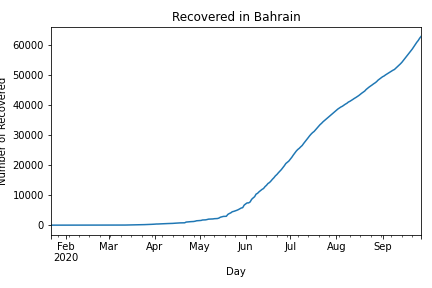 Recovered in Bahrain
Number of Recovered
60000
50000
40000
30000
20000
10000
0
Feb Mar Apr May Jun Jul Aug Sep
2020
Day